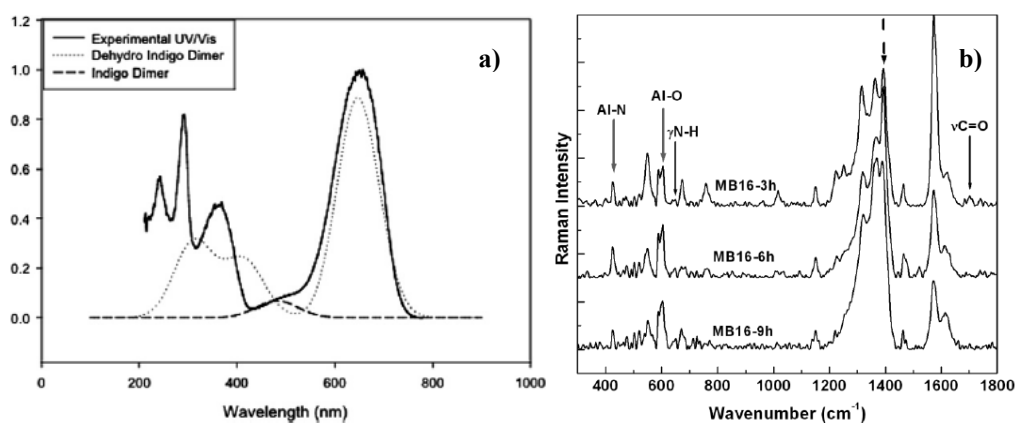 a)
Experimental UV/Vis
Dehydro Indigo Dimer
Indigo Dimer
1.2
1.0
0.8
0.6
0.4
0.2
0.0
0 200 400 600 800 1000
Wavelength (nm)
b)
Al-N
Al-O
γN-H
νC=O
MB16-3h
MB16-6h
MB16-9h
Raman Intensity
300 600 800 1000 1200 1400 1600 1800
Wavenumber (cm⁻¹)